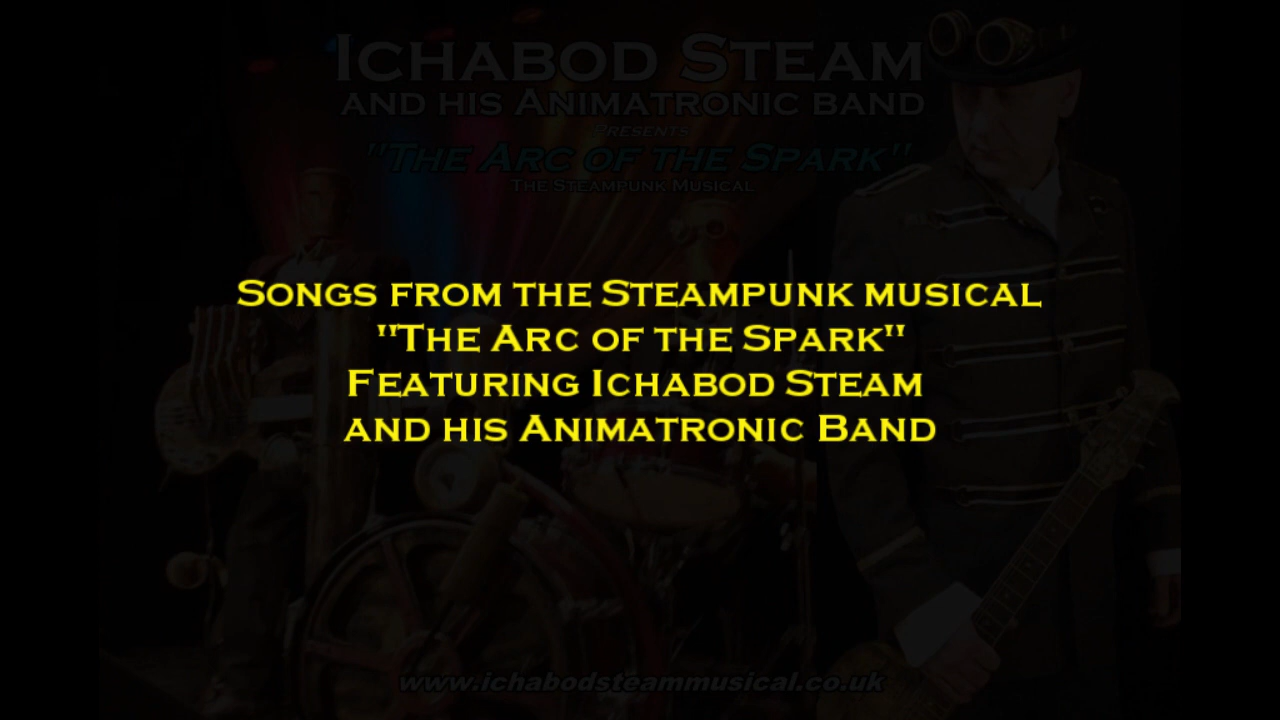 Ichabod Steam
and his Animatronic band
Presents
"The Arc of the Spark"
The Steampunk Musical
Songs from the Steampunk musical
"The Arc of the Spark"
Featuring Ichabod Steam
and his Animatronic Band
www.ichabodsteammusical.co.uk